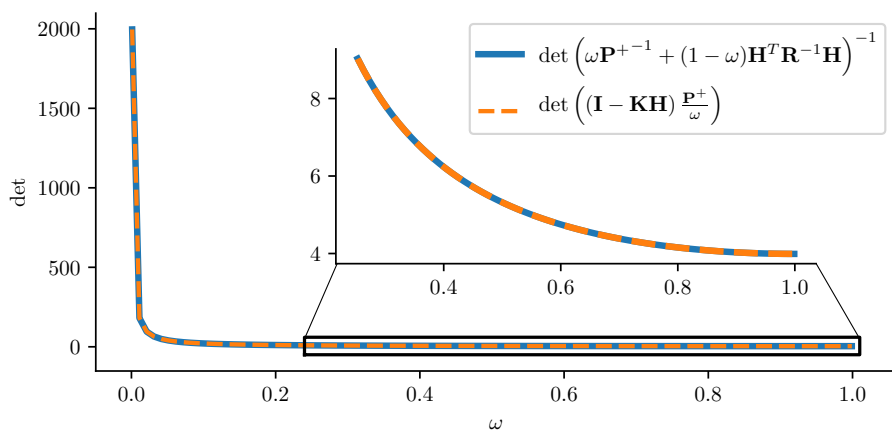 2000
1500
1000
500
0
det
0.0 0.2 0.4 0.6 0.8 1.0
ω
8
6
4
0.4 0.6 0.8 1.0
det (ωP⁺⁻¹ + (1 − ω)HᵀR⁻¹H)⁻¹
det ((I − KH) P⁺/ω)